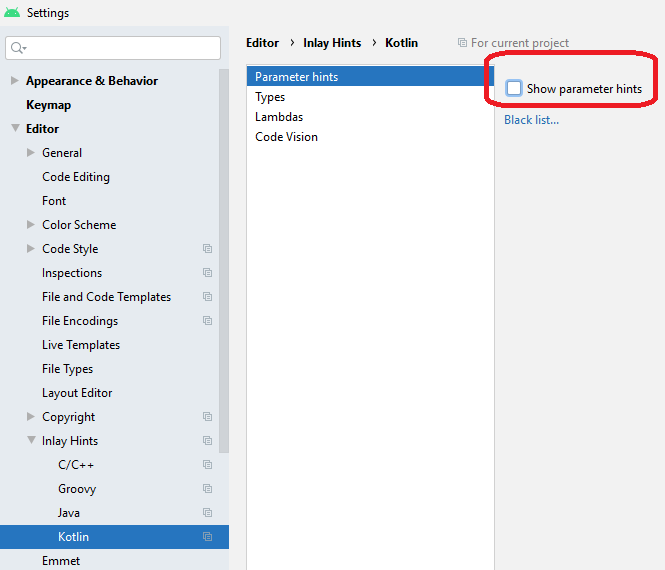 Settings
Appearance & Behavior
Keymap
Editor
General
Code Editing
Font
Color Scheme
Code Style
Inspections
File and Code Templates
File Encodings
Live Templates
File Types
Layout Editor
Copyright
Inlay Hints
C/C++
Groovy
Java
Kotlin
Emmet
Editor › Inlay Hints › Kotlin For current project
Parameter hints
Types
Lambdas
Code Vision
Show parameter hints
Black list...